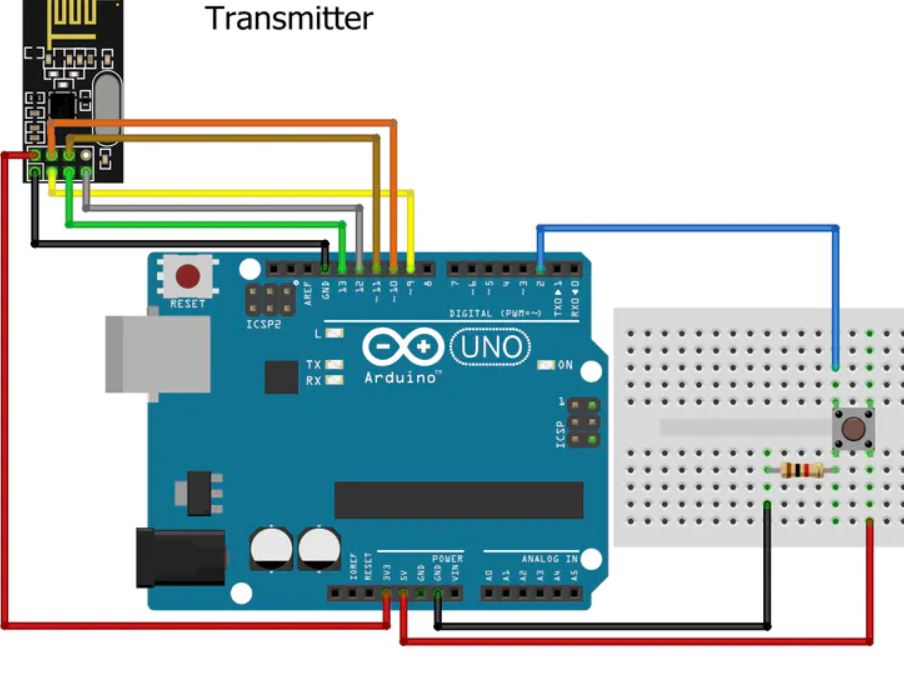 Transmitter
RESET
ICSP2
AREF
GND
13
12
~11
~10
~9
8
7
~6
~5
4
~3
2
TX0▶1
RX0◀0
DIGITAL (PWM=~)
L
TX
RX
UNO
Arduino™
ON
1
ICSP
IOREF
RESET
3V3
5V
GND
GND
VIN
POWER
ANALOG IN
A0
A1
A2
A3
A4
A5